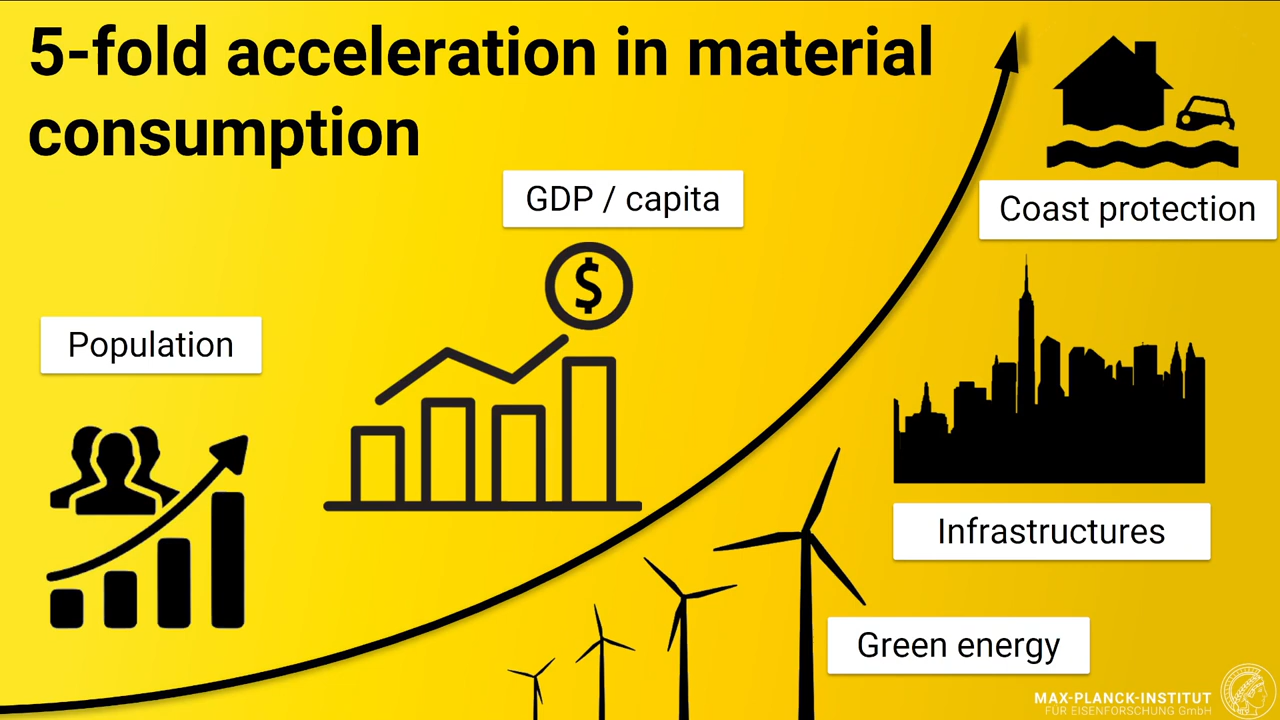 5-fold acceleration in material
consumption
GDP / capita
$
Coast protection
Population
Infrastructures
Green energy
MAX-PLANCK-INSTITUT
FÜR EISENFORSCHUNG GmbH